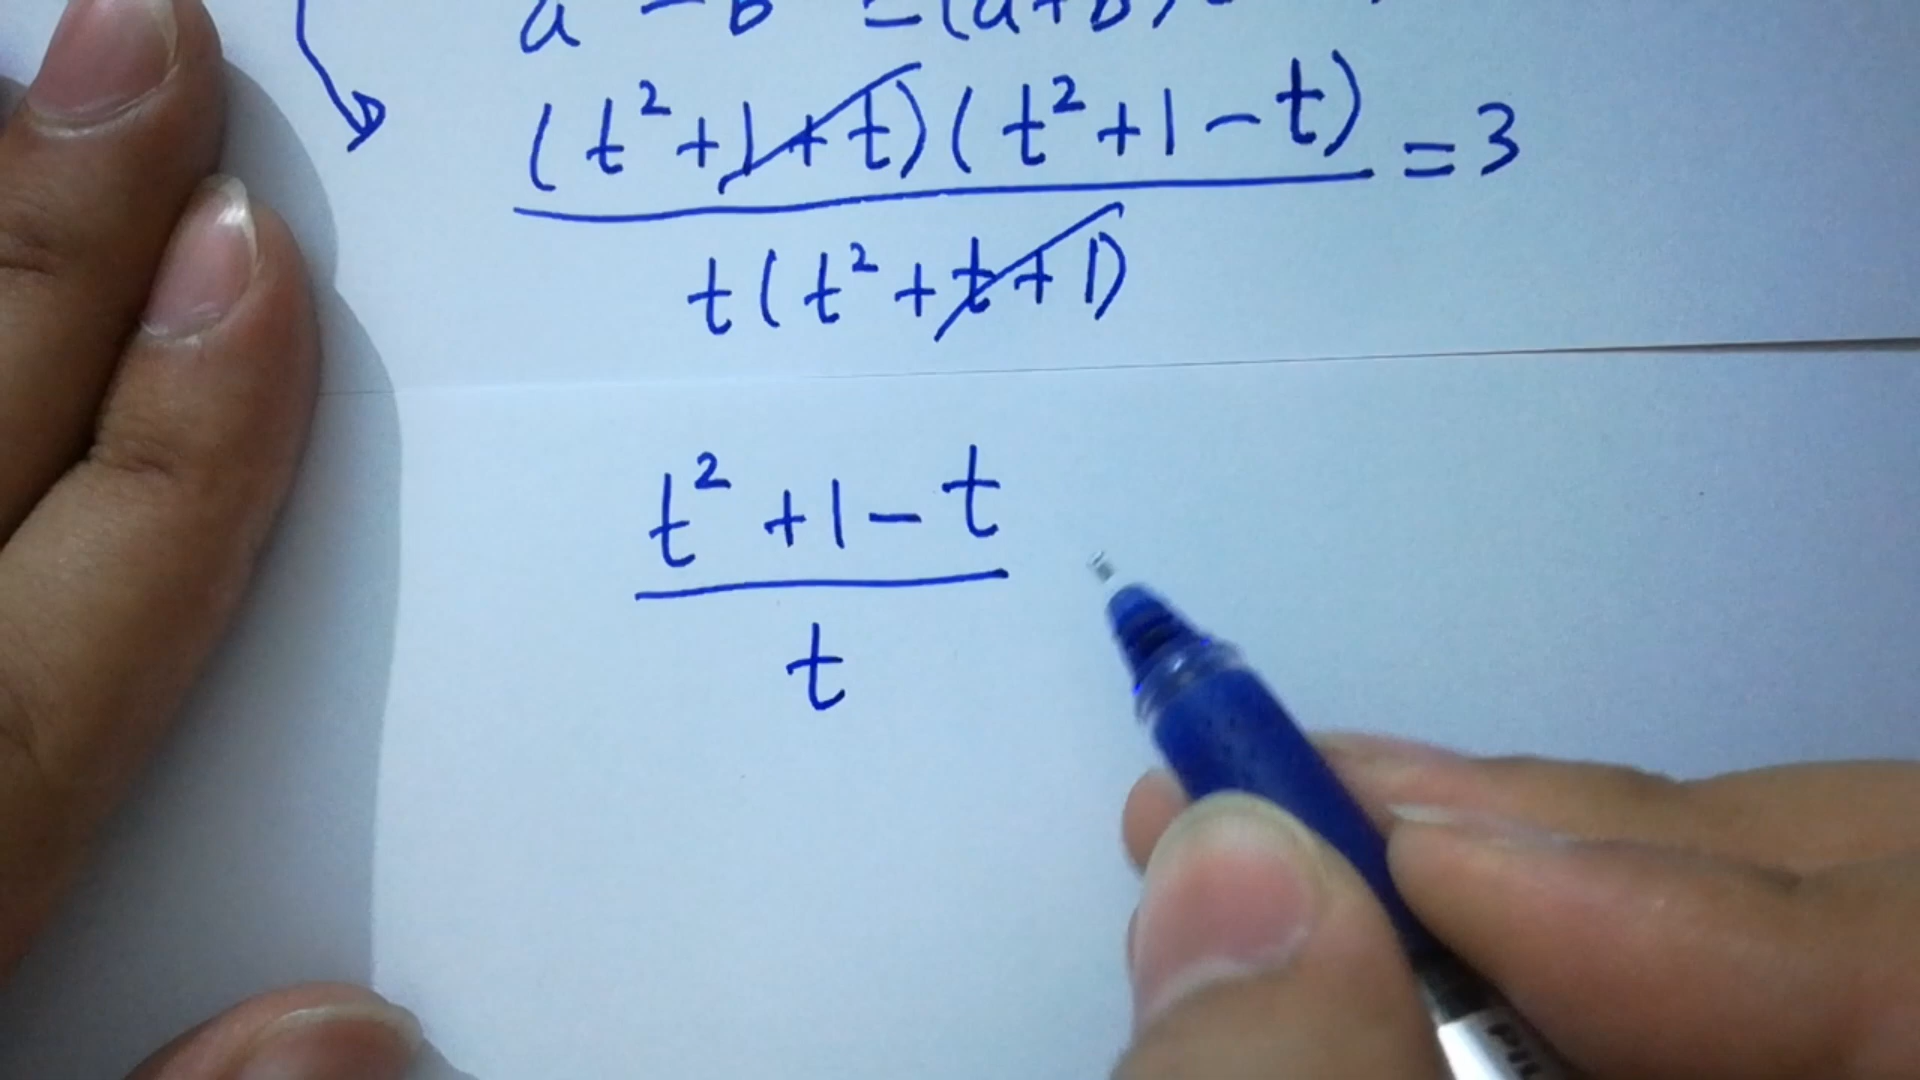 a - b = (a+b)
(t²+1+t)(t²+1-t) = 3
t(t²+t+1)
t²+1-t
t